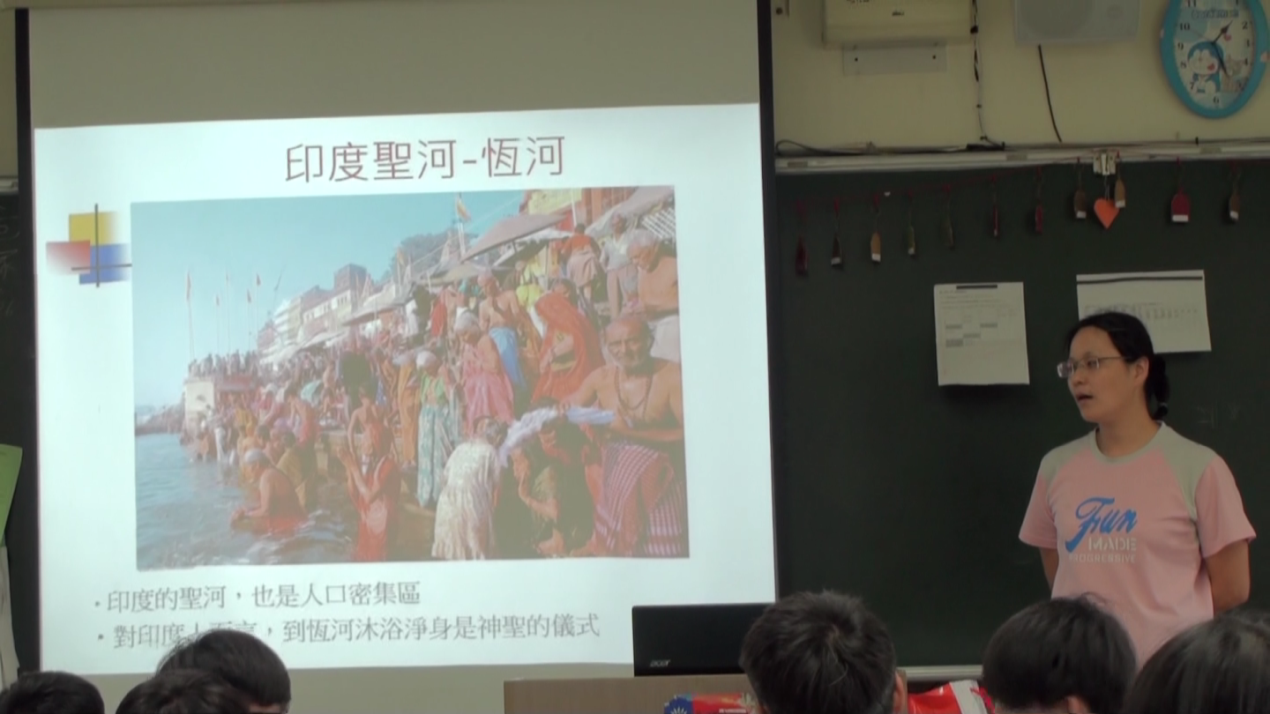 印度聖河-恆河
• 印度的聖河，也是人口密集區
• 對印度人而言，到恆河沐浴淨身是神聖的儀式
Fun
MADE
acer